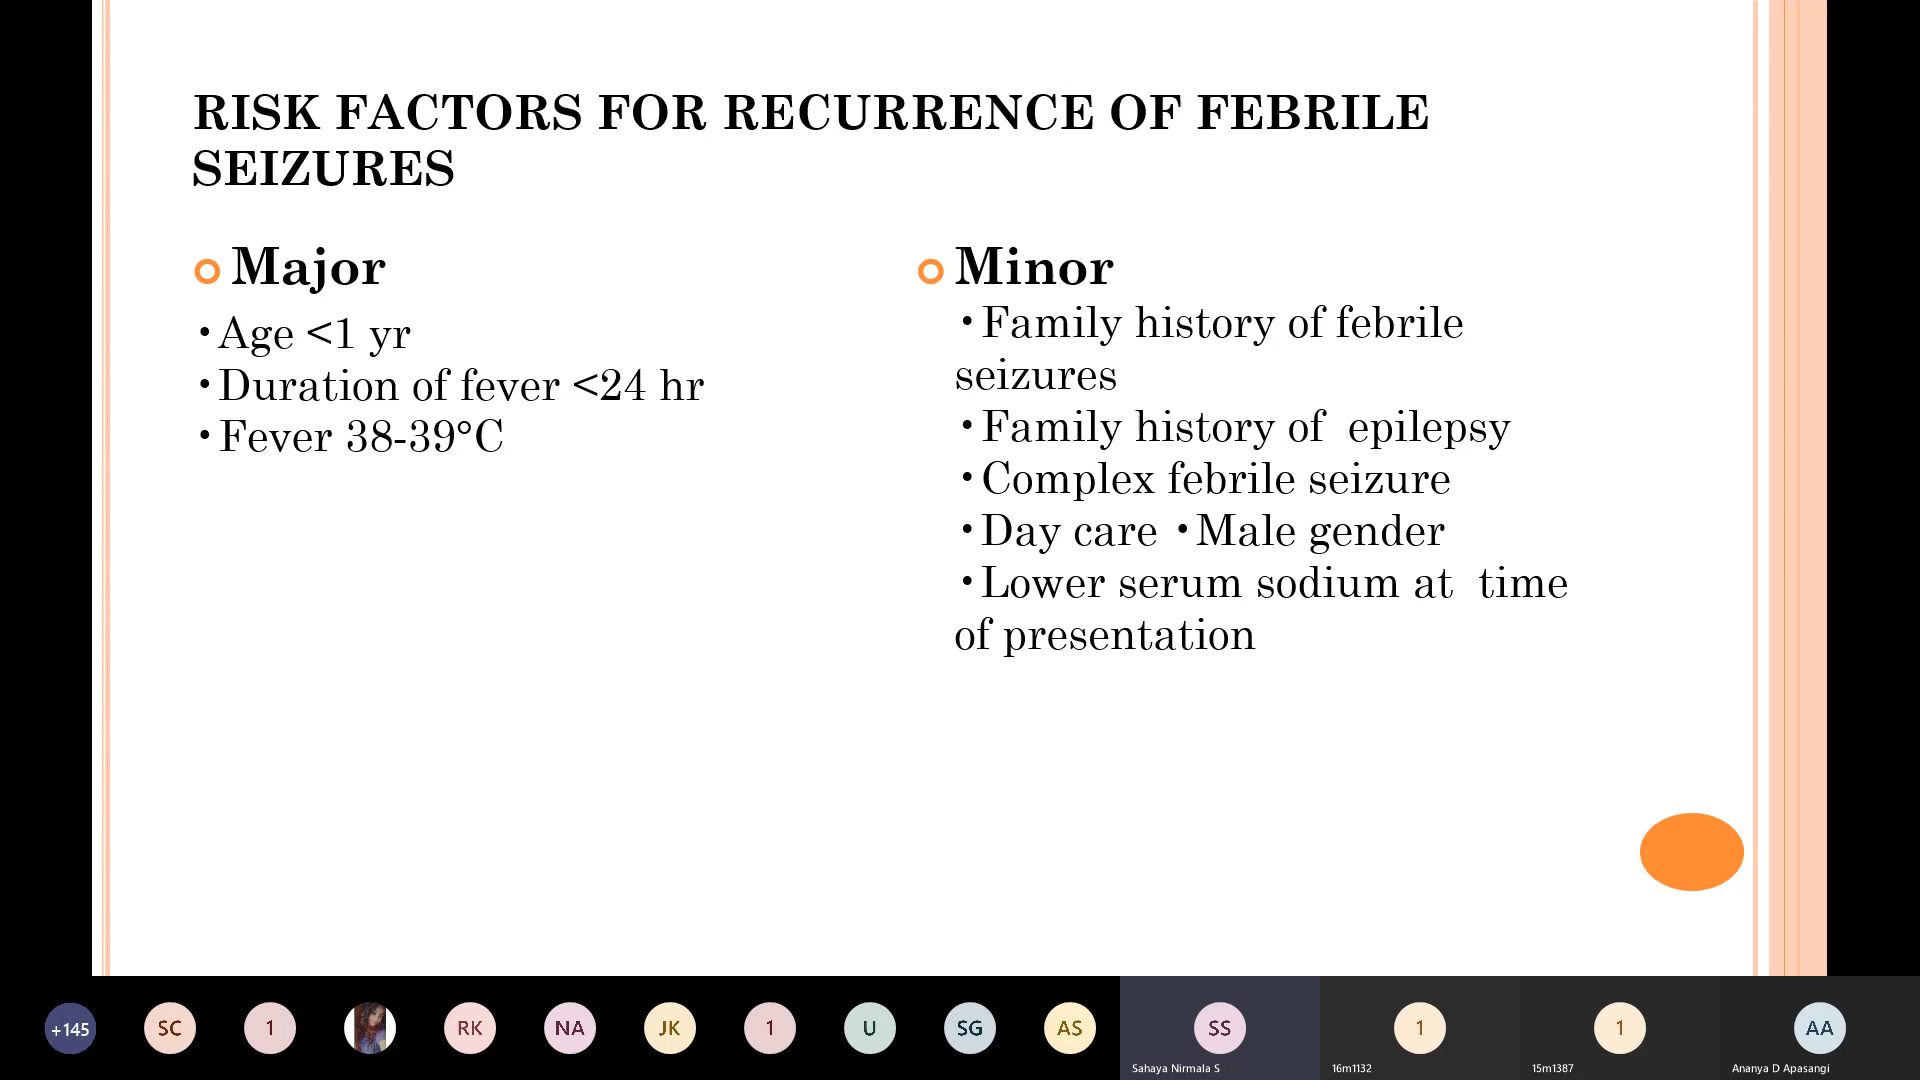 RISK FACTORS FOR RECURRENCE OF FEBRILE
SEIZURES
Major
•Age <1 yr
•Duration of fever <24 hr
•Fever 38-39°C
Minor
•Family history of febrile
seizures
•Family history of  epilepsy
•Complex febrile seizure
•Day care •Male gender
•Lower serum sodium at  time
of presentation
+145
SC
1
RK
NA
JK
1
U
SG
AS
SS
Sahaya Nirmala S
1
16m1132
1
15m1387
AA
Ananya D Apasangi